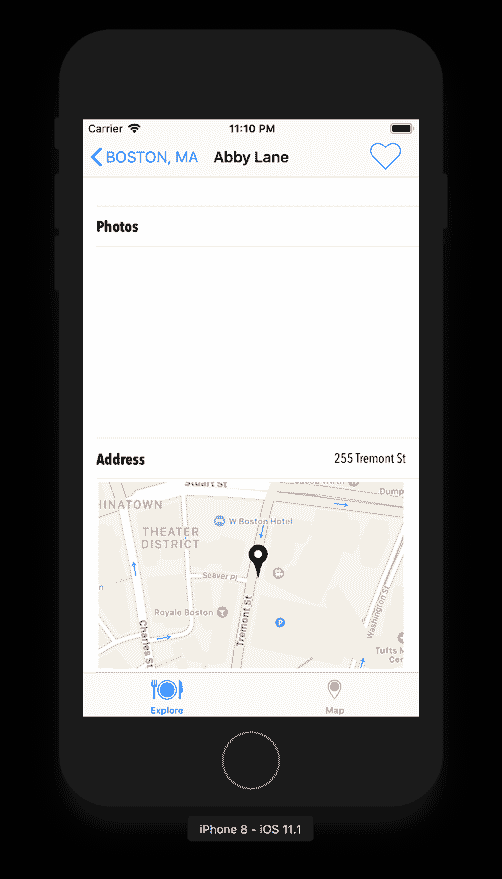 Carrier 11:10 PM
BOSTON, MA Abby Lane
Photos
Address 255 Tremont St
Stuart St
Dump
HINATOWN
THEATER
DISTRICT
W Boston Hotel
Seaver Pl
Royale Boston
Tremont St
Charles St
Washington St
Tufts M
Cen
Explore Map
iPhone 8 - iOS 11.1